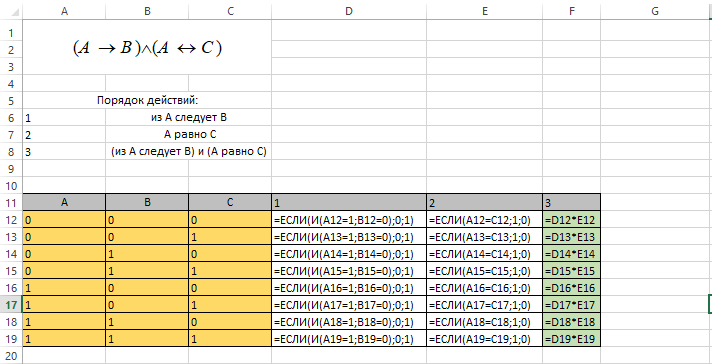 A B C D E F G
1
2 (A → B)∧(A ↔ C)
3
4
5 Порядок действий:
6 1 из А следует В
7 2 А равно С
8 3 (из А следует В) и (А равно С)
9
10
11 A B C 1 2 3
12 0 0 0 =ЕСЛИ(И(A12=1;B12=0);0;1) =ЕСЛИ(A12=C12;1;0) =D12*E12
13 0 0 1 =ЕСЛИ(И(A13=1;B13=0);0;1) =ЕСЛИ(A13=C13;1;0) =D13*E13
14 0 1 0 =ЕСЛИ(И(A14=1;B14=0);0;1) =ЕСЛИ(A14=C14;1;0) =D14*E14
15 0 1 1 =ЕСЛИ(И(A15=1;B15=0);0;1) =ЕСЛИ(A15=C15;1;0) =D15*E15
16 1 0 0 =ЕСЛИ(И(A16=1;B16=0);0;1) =ЕСЛИ(A16=C16;1;0) =D16*E16
17 1 0 1 =ЕСЛИ(И(A17=1;B17=0);0;1) =ЕСЛИ(A17=C17;1;0) =D17*E17
18 1 1 0 =ЕСЛИ(И(A18=1;B18=0);0;1) =ЕСЛИ(A18=C18;1;0) =D18*E18
19 1 1 1 =ЕСЛИ(И(A19=1;B19=0);0;1) =ЕСЛИ(A19=C19;1;0) =D19*E19
20